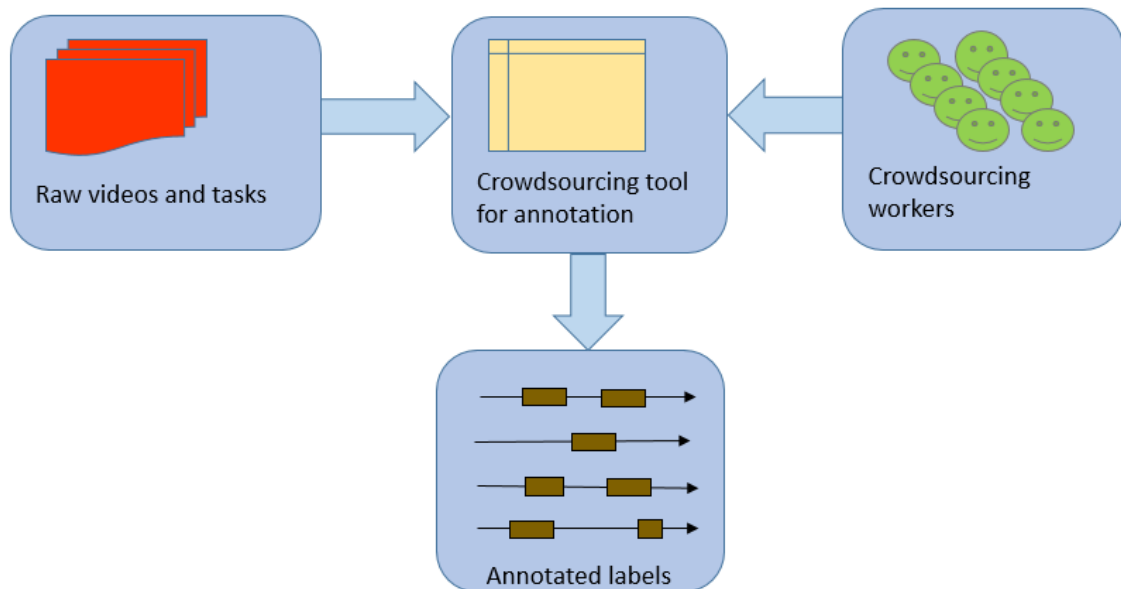 Raw videos and tasks
Crowdsourcing tool
for annotation
Crowdsourcing
workers
Annotated labels